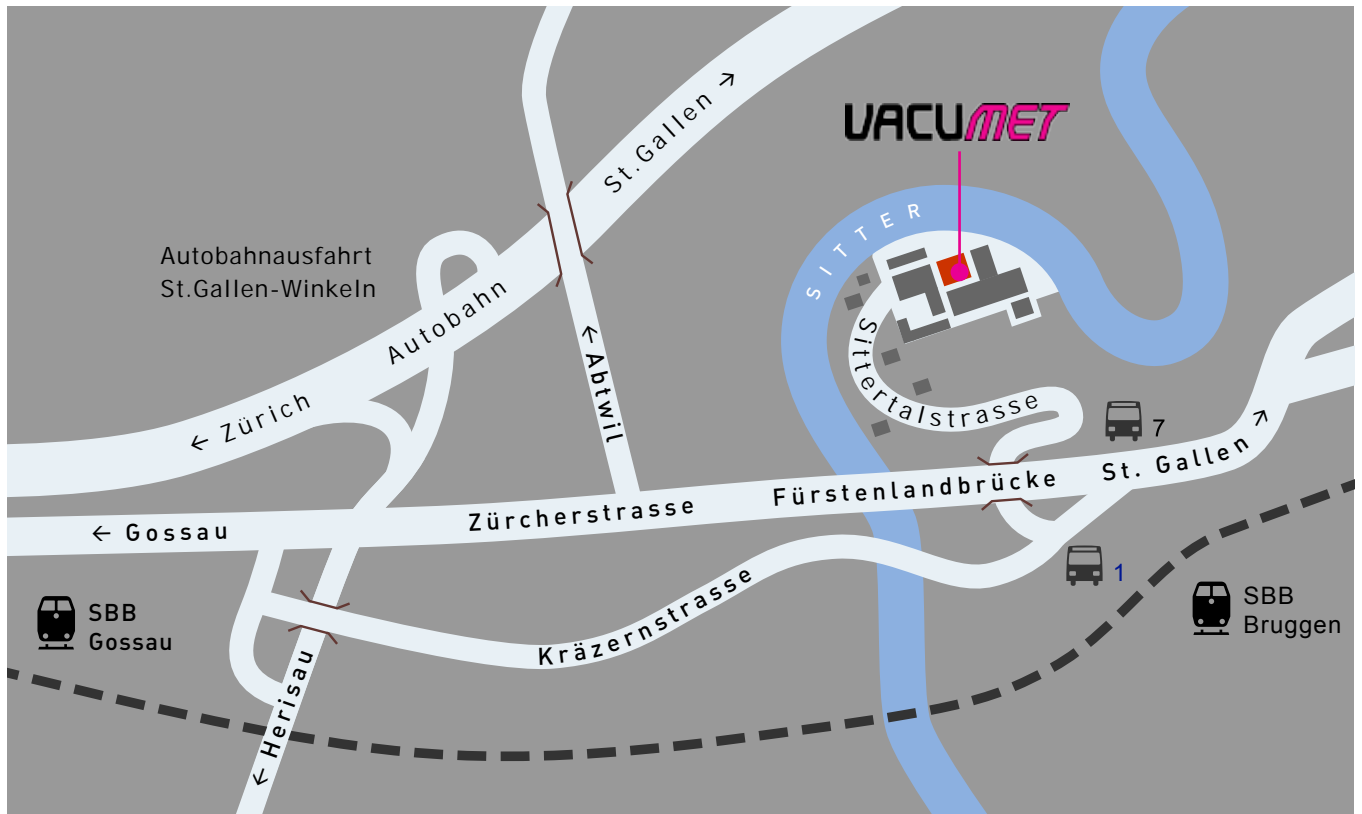 VACUMET
St.Gallen →
SITTER
Autobahnausfahrt
St.Gallen-Winkeln
Autobahn
← Zürich
← Abtwil
Sittertalstrasse
7
St. Gallen →
Fürstenlandbrücke
Zürcherstrasse
← Gossau
1
Kräzernstrasse
SBB
Gossau
SBB
Bruggen
← Herisau